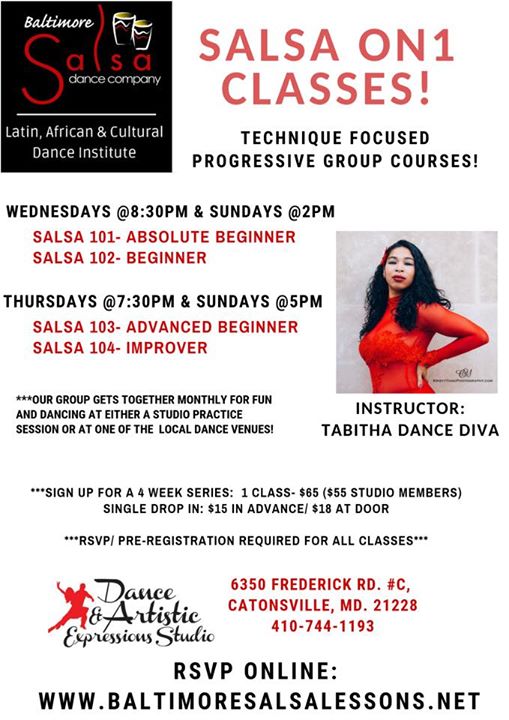 Baltimore
Salsa
dance company
Latin, African & Cultural
Dance Institute
SALSA ON1
CLASSES!
TECHNIQUE FOCUSED
PROGRESSIVE GROUP COURSES!
WEDNESDAYS @8:30PM & SUNDAYS @2PM
SALSA 101- ABSOLUTE BEGINNER
SALSA 102- BEGINNER
THURSDAYS @7:30PM & SUNDAYS @5PM
SALSA 103- ADVANCED BEGINNER
SALSA 104- IMPROVER
***OUR GROUP GETS TOGETHER MONTHLY FOR FUN
AND DANCING AT EITHER A STUDIO PRACTICE
SESSION OR AT ONE OF THE LOCAL DANCE VENUES!
INSTRUCTOR:
TABITHA DANCE DIVA
***SIGN UP FOR A 4 WEEK SERIES: 1 CLASS- $65 ($55 STUDIO MEMBERS)
SINGLE DROP IN: $15 IN ADVANCE/ $18 AT DOOR
***RSVP/ PRE-REGISTRATION REQUIRED FOR ALL CLASSES***
Dance
& Artistic
Expressions Studio
6350 FREDERICK RD. #C,
CATONSVILLE, MD. 21228
410-744-1193
RSVP ONLINE:
WWW.BALTIMORESALSALESSONS.NET